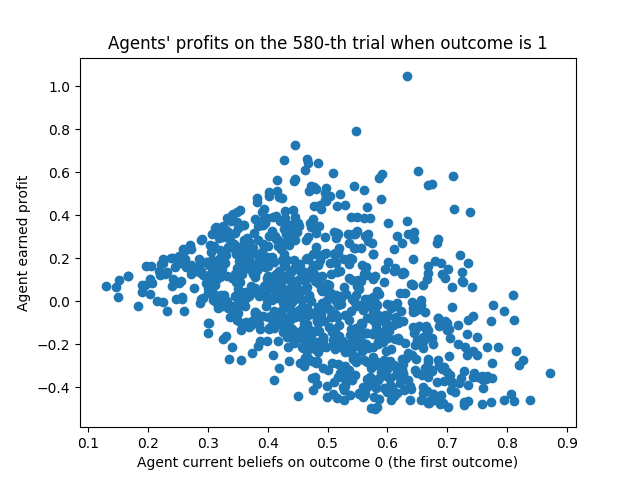 Agents' profits on the 580-th trial when outcome is 1
1.0
0.8
0.6
0.4
0.2
0.0
−0.2
−0.4
Agent earned profit
0.1 0.2 0.3 0.4 0.5 0.6 0.7 0.8 0.9
Agent current beliefs on outcome 0 (the first outcome)